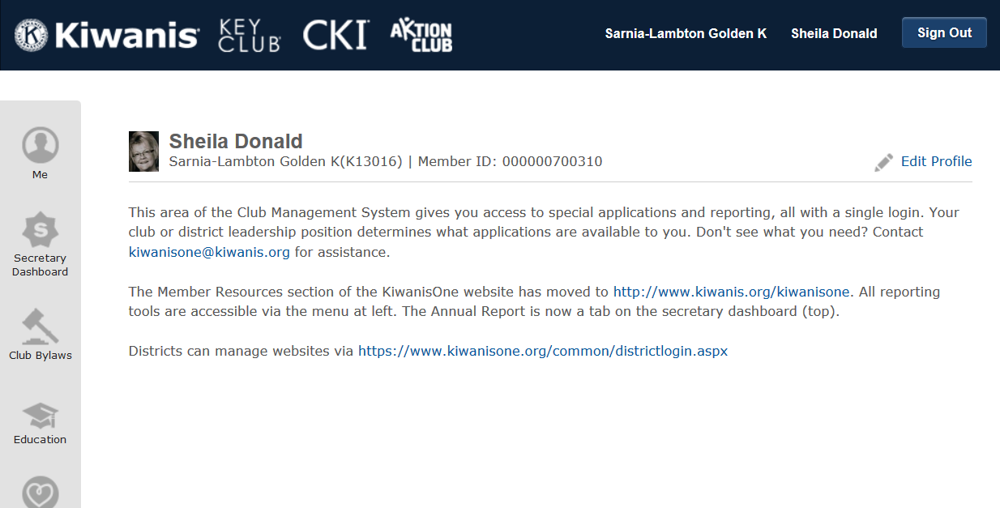 Kiwanis KEY CLUB CKI AKTION CLUB Sarnia-Lambton Golden K Sheila Donald Sign Out
Me
Secretary Dashboard
Club Bylaws
Education
Sheila Donald
Sarnia-Lambton Golden K(K13016) | Member ID: 000000700310
Edit Profile
This area of the Club Management System gives you access to special applications and reporting, all with a single login. Your
club or district leadership position determines what applications are available to you. Don't see what you need? Contact
kiwanisone@kiwanis.org for assistance.
The Member Resources section of the KiwanisOne website has moved to http://www.kiwanis.org/kiwanisone. All reporting
tools are accessible via the menu at left. The Annual Report is now a tab on the secretary dashboard (top).
Districts can manage websites via https://www.kiwanisone.org/common/districtlogin.aspx